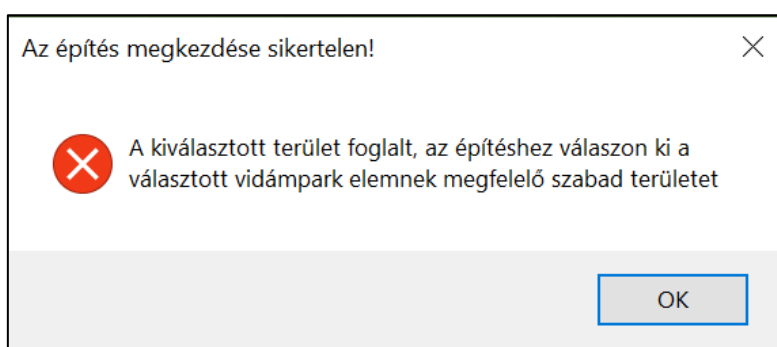 Az építés megkezdése sikertelen!
A kiválasztott terület foglalt, az építéshez válaszon ki a
választott vidámpark elemnek megfelelő szabad területet
OK